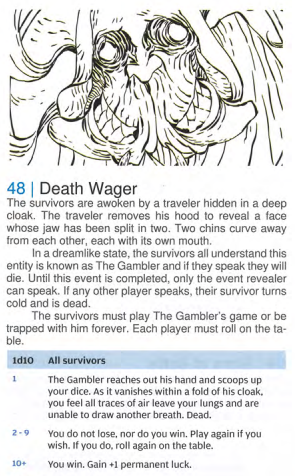 48 | Death Wager
The survivors are awoken by a traveler hidden in a deep
cloak. The traveler removes his hood to reveal a face
whose jaw has been split in two. Two chins curve away
from each other, each with its own mouth.
In a dreamlike state, the survivors all understand this
entity is known as The Gambler and if they speak they will
die. Until this event is completed, only the event revealer
can speak. If any other player speaks, their survivor turns
cold and is dead.
The survivors must play The Gambler's game or be
trapped with him forever. Each player must roll on the ta-
ble.
1d10 All survivors
1 The Gambler reaches out his hand and scoops up
your dice. As it vanishes within a fold of his cloak,
you feel all traces of air leave your lungs and are
unable to draw another breath. Dead.
2 - 9 You do not lose, nor do you win. Play again if you
wish. If you do, roll again on the table.
10+ You win. Gain +1 permanent luck.